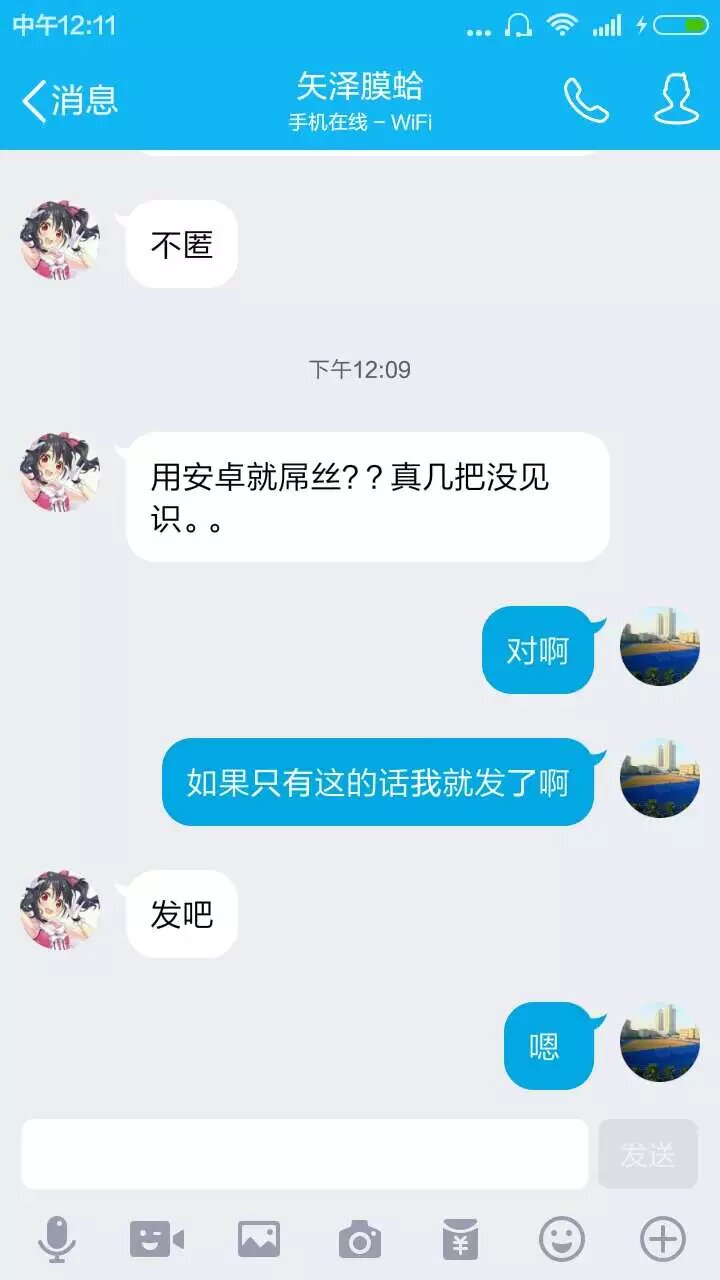 中午12:11
消息
矢泽膜蛤
手机在线 – WiFi
不匿
下午12:09
用安卓就屌丝??真几把没见
识。。
对啊
如果只有这的话我就发了啊
发吧
嗯
发送